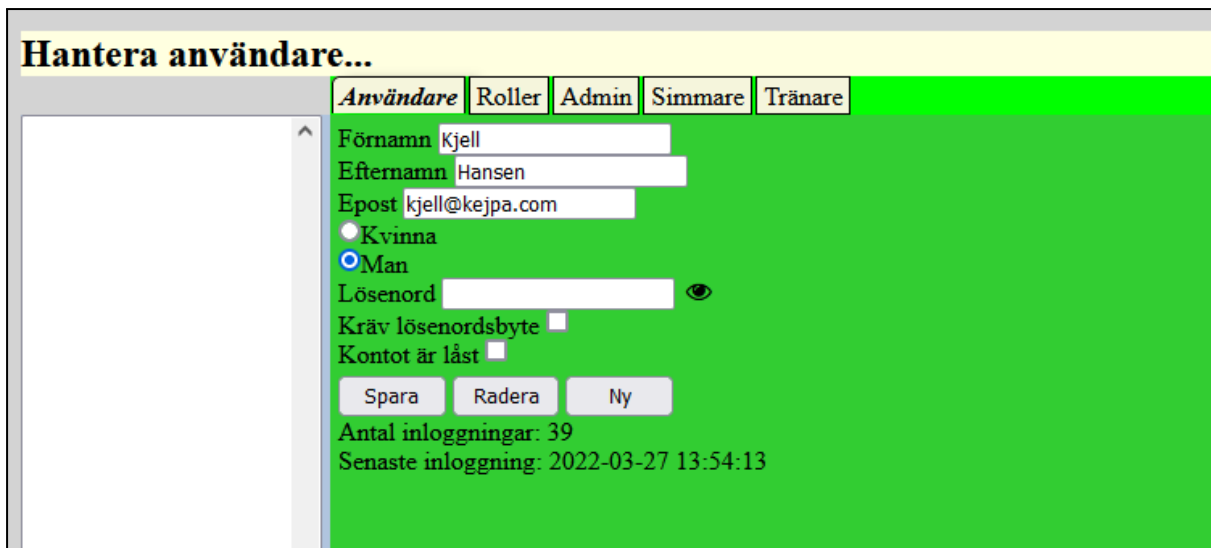 Hantera användare...
Användare Roller Admin Simmare Tränare
Förnamn Kjell
Efternamn Hansen
Epost kjell@kejpa.com
Kvinna
Man
Lösenord
Kräv lösenordsbyte
Kontot är låst
Spara Radera Ny
Antal inloggningar: 39
Senaste inloggning: 2022-03-27 13:54:13